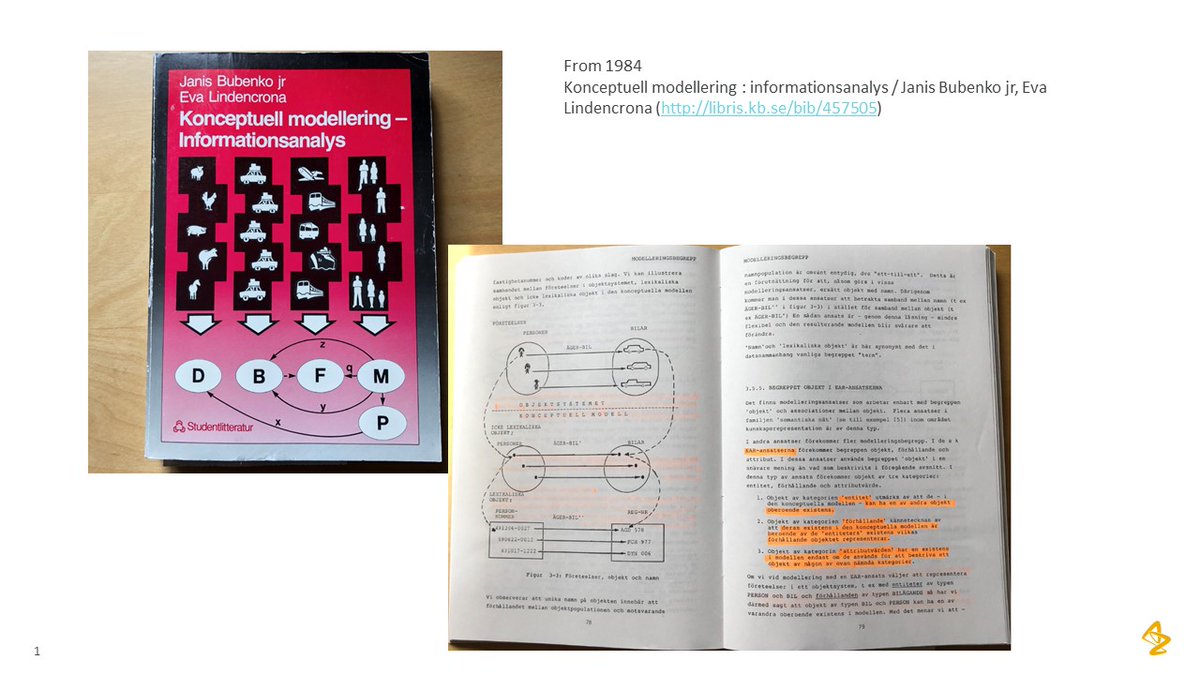 From 1984
Konceptuell modellering : informationsanalys / Janis Bubenko jr, Eva
Lindencrona (http://libris.kb.se/bib/457505)
Janis Bubenko jr
Eva Lindencrona
Konceptuell modellering –
Informationsanalys
z
D B F q M
y
x P
Studentlitteratur
MODELLERINGSBEGREPP
fastighetsnummer och koder av olika slag. Vi kan illustrera
sambandet mellan företeelser i objektsystemet, lexikaliska
objekt och icke lexikaliska objekt i den konceptuella modellen
enligt figur 3-3.
FÖRETEELSER
PERSONER
BILAR
ÄGER-BIL
OBJEKTSYSTEMET
KONCEPTUELL MODELL
ICKE LEXIKALISKA
OBJEKT:
PERSONER ÄGER-BIL' BILAR
LEXIKALISKA
OBJEKT:
PERSON-
NUMMER
ÄGER-BIL''
REG-NR
578
977
DYN 006
Figur 3-3: Företeelser, objekt och namn
Vi observerar att unika namn på objekten innebär att
förhållandet mellan objektpopulationen och motsvarande
78
MODELLERINGSBEGREPP
namnpopulation är omvänt entydig, dvs "ett-till-ett". Detta är
en förutsättning för att, såsom görs i vissa
modelleringsansatser, ersätt objekt med namn. Därigenom
kommer man i dessa ansatser att betrakta samband mellan namn (t ex
ÄGER-BIL'' i figur 3-3) i stället för samband mellan objekt (t
ex ÄGER-BIL') En sådan ansats är - genom denna låsning - mindre
flexibel och den resulterande modellen blir svårare att
förändra.
'Namn' och 'lexikaliska objekt' är här synonymt med det i
datasammanhang vanliga begreppet "term".
3.3.5. BEGREPPET OBJEKT I EAR-ANSATSERNA
Det finns modelleringsansatser som arbetar enbart med begreppen
'objekt' och associationer mellan objekt. Flera ansatser i
familjen 'semantiska nät' (se till exempel [5]) inom området
kunskapsrepresentation är av denna typ.
I andra ansatser förekommer fler modelleringsbegrepp. I de s k
EAR-ansatserna förekommer begreppen objekt, förhållande och
attribut. I dessa ansatser används begreppet 'objekt' i en
snävare mening än vad som beskrivits i föregående avsnitt. I
denna typ av ansats förekommer objekt av tre kategorier:
entitet, förhållande och attributvärde.
1. Objekt av kategorien 'entitet' utmärks av att de - i
den konceptuella modellen - kan ha en av andra objekt
oberoende existens.
2. Objekt av kategorien 'förhållande' kännetecknas av
att deras existens i den konceptuella modellen är
beroende av de 'entiteters' existens vilkas
förhållande objektet representerar.
3. Objekt av kategorin 'attributvärden' har en existens
i modellen endast om de används för att beskriva ett
objekt av någon av ovan nämnda kategorier.
Om vi vid modellering med en EAR-ansats väljer att representera
företeelser i ett objektsystem, t ex med entiteter av typen
PERSON och BIL och förhållanden av typen BILÄGANDE så har vi
därmed sagt att objekt av typen BIL och PERSON kan ha en av
varandra oberoende existens i modellen. Med det menar vi att -
79
1